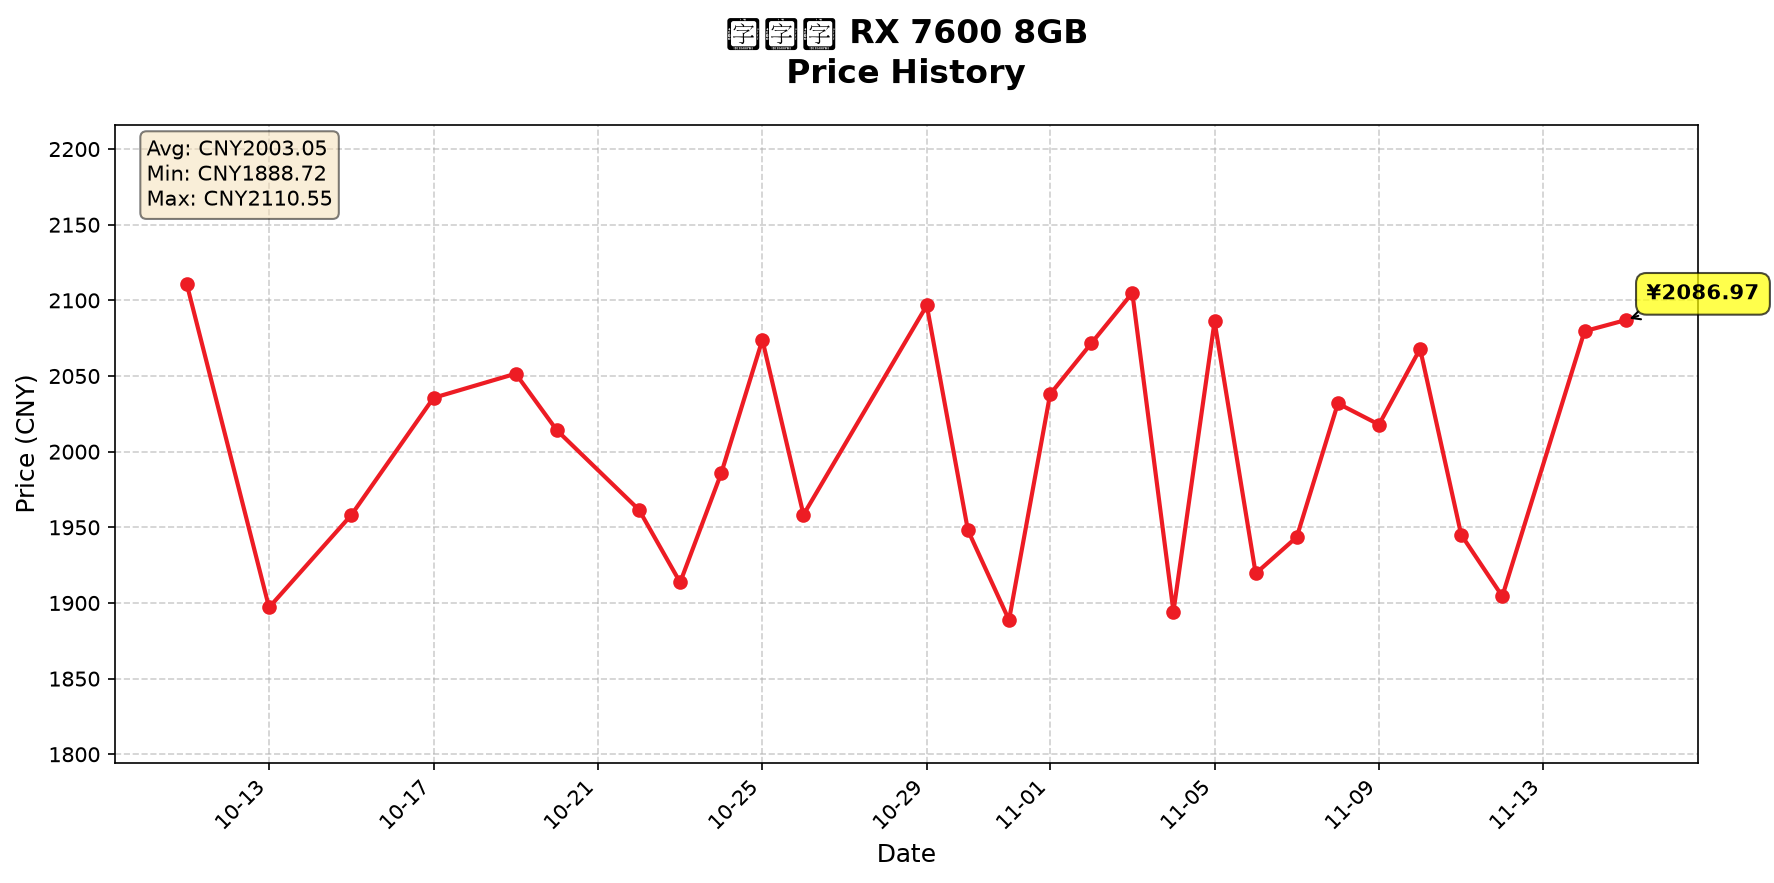 RX 7600 8GB
Price History
Avg: CNY2003.05
Min: CNY1888.72
Max: CNY2110.55
¥2086.97
2200
2150
2100
2050
2000
1950
1900
1850
1800
Price (CNY)
10-13
10-17
10-21
10-25
10-29
11-01
11-05
11-09
11-13
Date